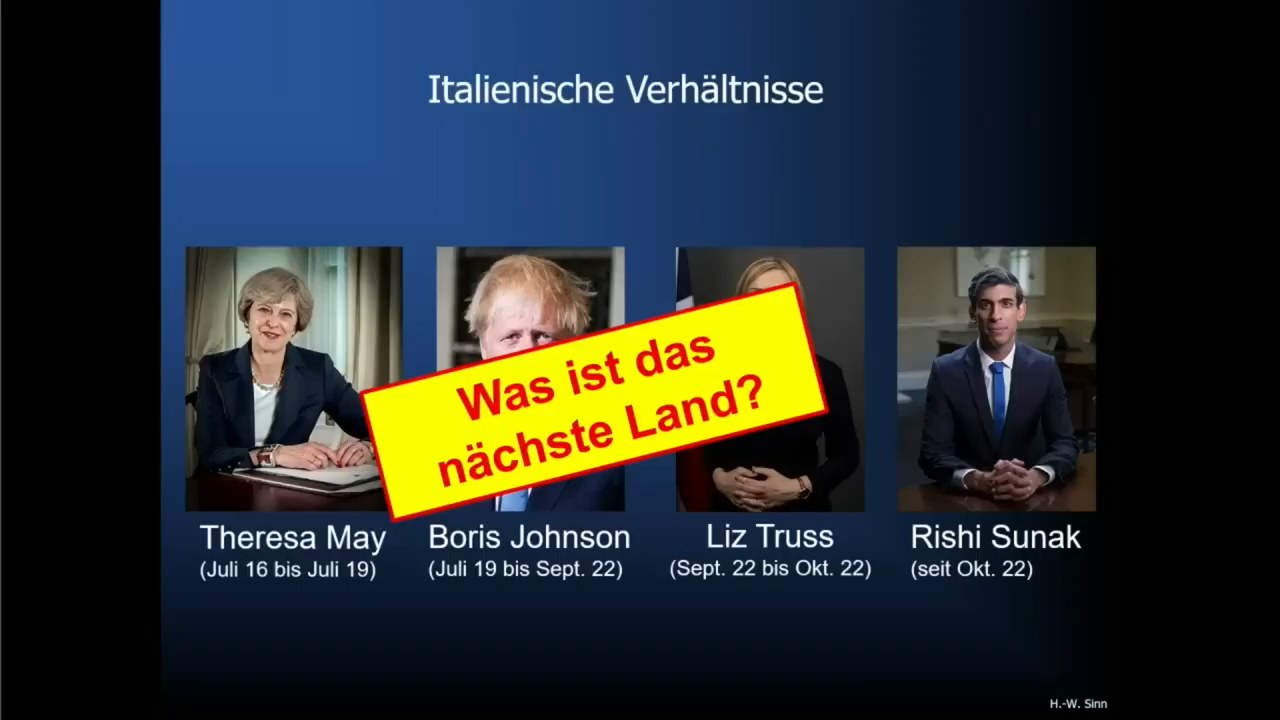 Italienische Verhältnisse
Was ist das
nächste Land?
Theresa May
(Juli 16 bis Juli 19)
Boris Johnson
(Juli 19 bis Sept. 22)
Liz Truss
(Sept. 22 bis Okt. 22)
Rishi Sunak
(seit Okt. 22)
H.-W. Sinn